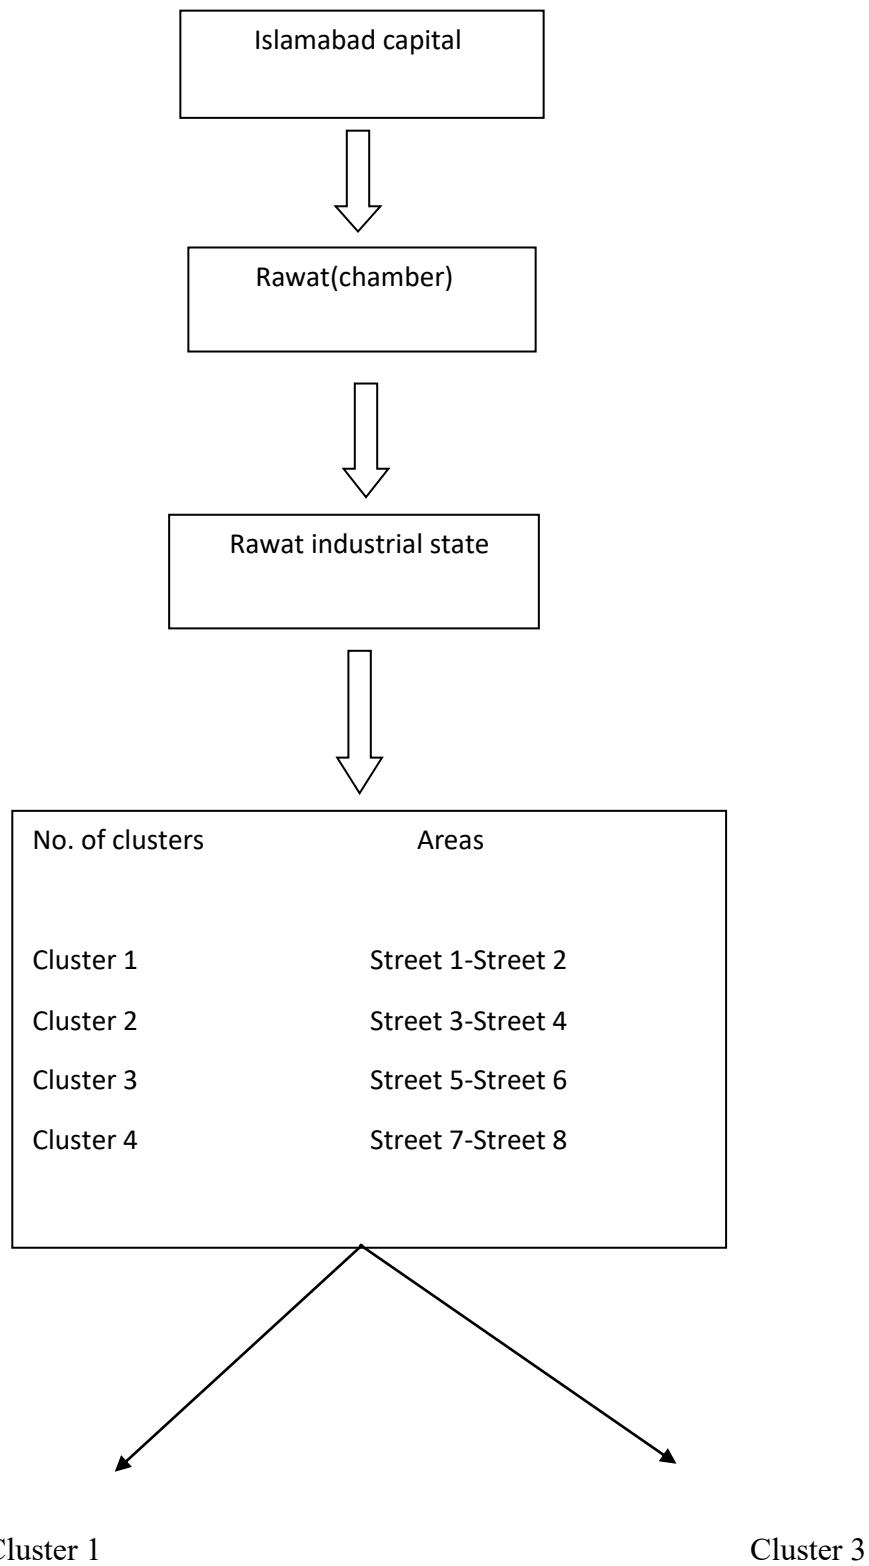 Islamabad capital
Rawat(chamber)
Rawat industrial state
No. of clusters Areas
Cluster 1 Street 1-Street 2
Cluster 2 Street 3-Street 4
Cluster 3 Street 5-Street 6
Cluster 4 Street 7-Street 8
Cluster 1 Cluster 3